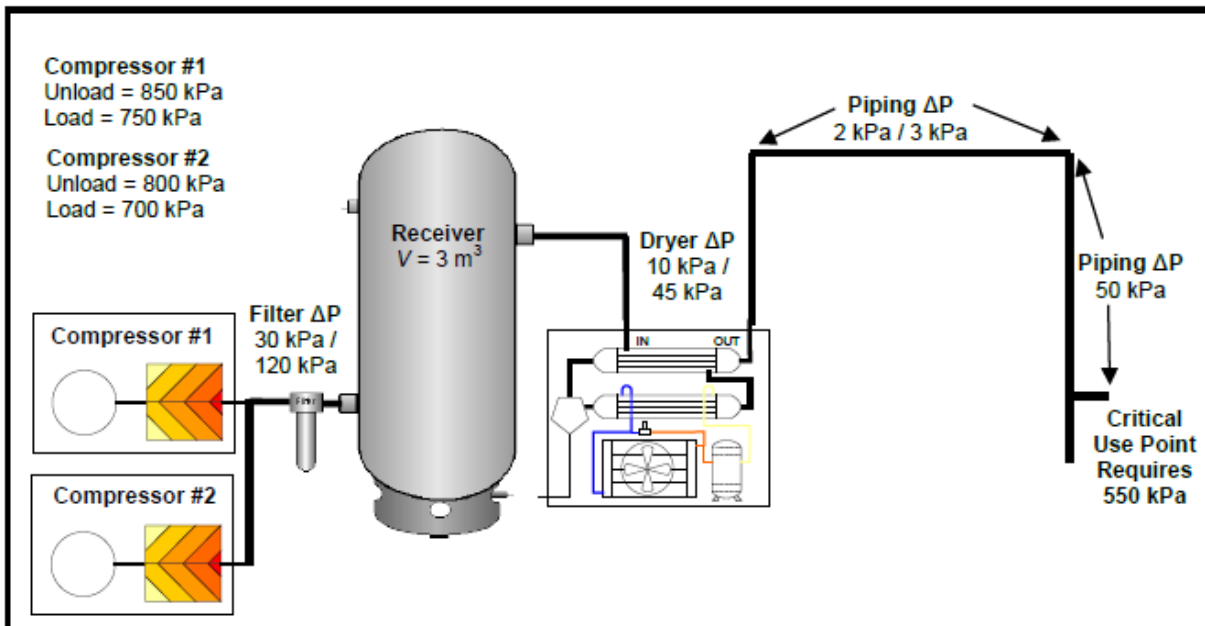 Compressor #1
Unload = 850 kPa
Load = 750 kPa
Compressor #2
Unload = 800 kPa
Load = 700 kPa
Piping ΔP
2 kPa / 3 kPa
Receiver
V = 3 m³
Dryer ΔP
10 kPa /
45 kPa
Piping ΔP
50 kPa
Filter ΔP
30 kPa /
120 kPa
Compressor #1
IN OUT
Critical
Use Point
Requires
550 kPa
Compressor #2